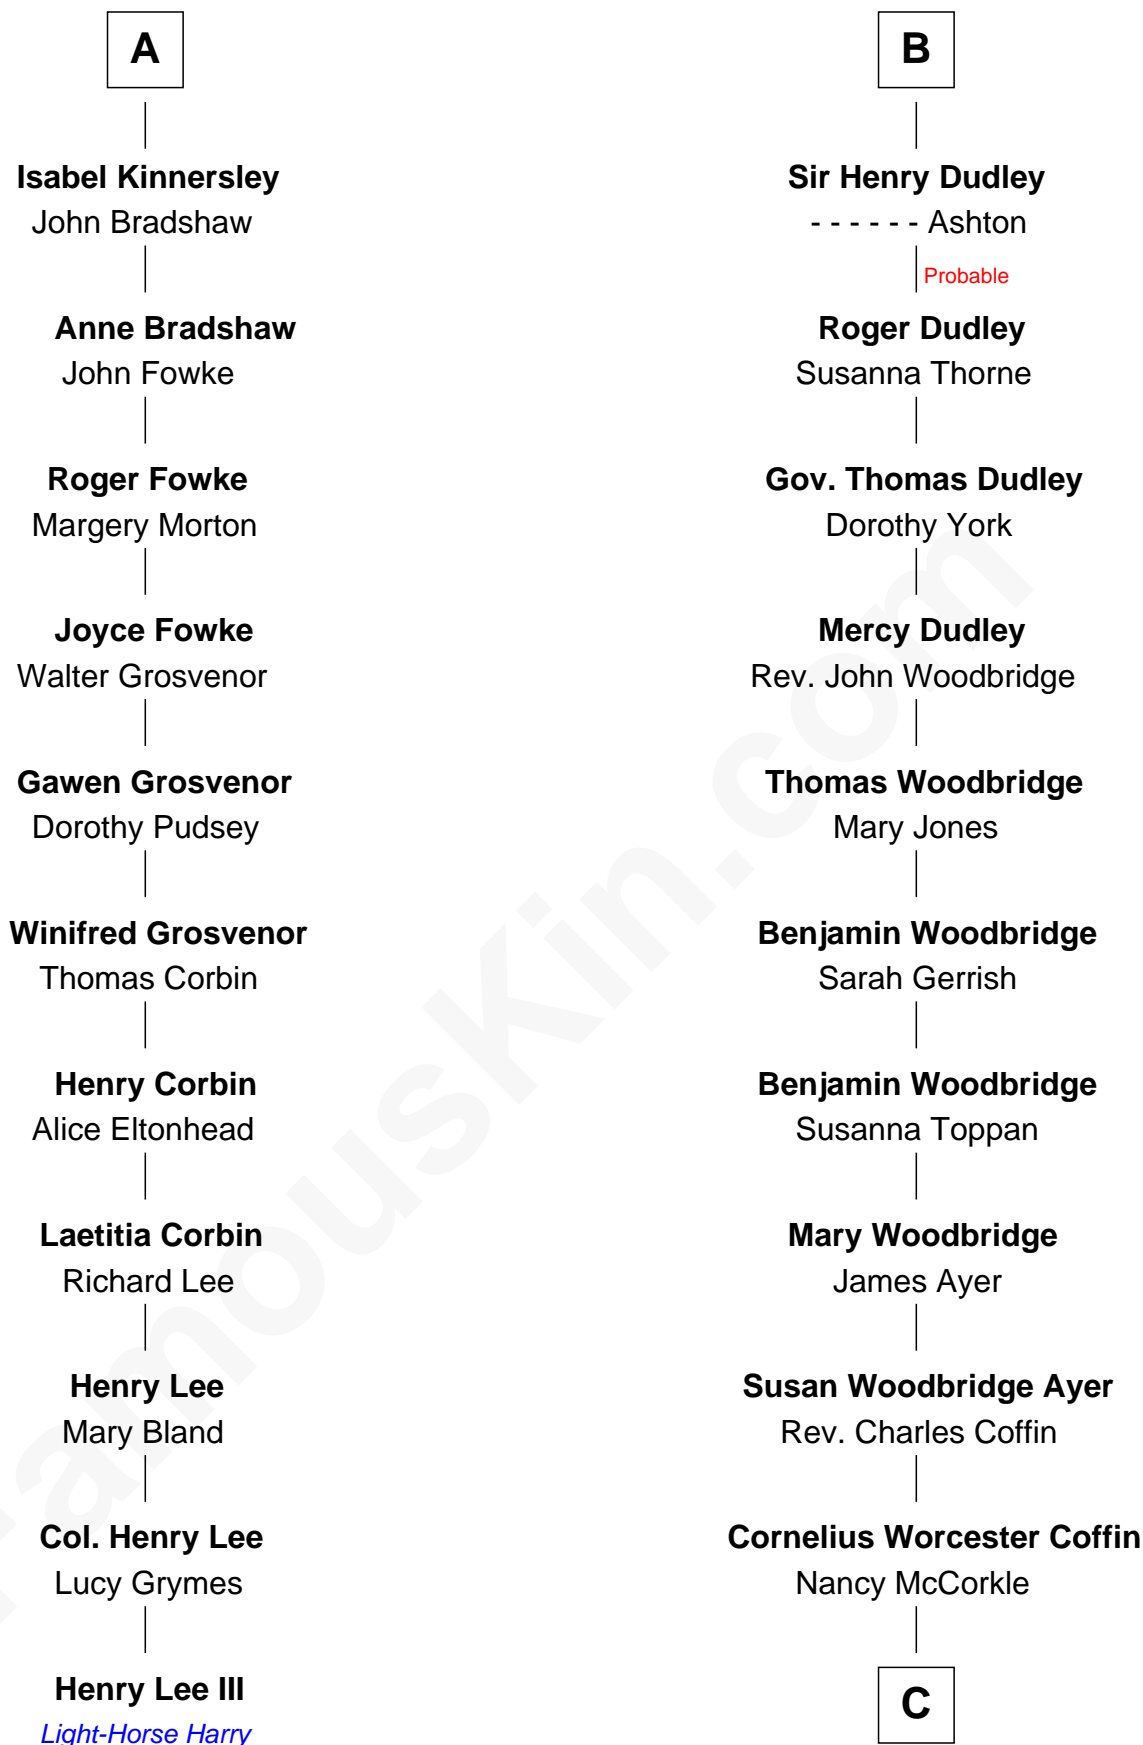 A
Isabel Kinnersley
John Bradshaw
Anne Bradshaw
John Fowke
Roger Fowke
Margery Morton
Joyce Fowke
Walter Grosvenor
Gawen Grosvenor
Dorothy Pudsey
Winifred Grosvenor
Thomas Corbin
Henry Corbin
Alice Eltonhead
Laetitia Corbin
Richard Lee
Henry Lee
Mary Bland
Col. Henry Lee
Lucy Grymes
Henry Lee III
Light-Horse Harry
B
Sir Henry Dudley
- - - - - - Ashton
Probable
Roger Dudley
Susanna Thorne
Gov. Thomas Dudley
Dorothy York
Mercy Dudley
Rev. John Woodbridge
Thomas Woodbridge
Mary Jones
Benjamin Woodbridge
Sarah Gerrish
Benjamin Woodbridge
Susanna Toppan
Mary Woodbridge
James Ayer
Susan Woodbridge Ayer
Rev. Charles Coffin
Cornelius Worcester Coffin
Nancy McCorkle
C
FamousKin.com